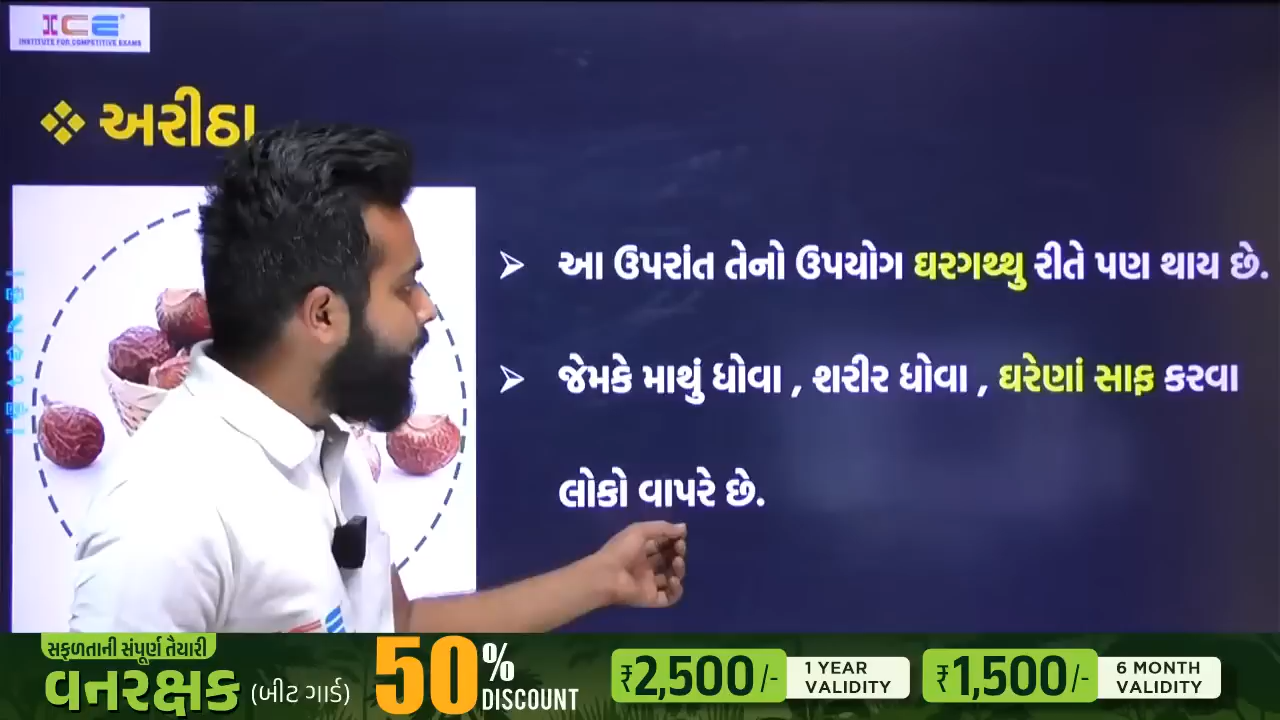 ICE
INSTITUTE FOR COMPETITIVE EXAMS
❖ અરીઠા
➢ આ ઉપરાંત તેનો ઉપયોગ ઘરગથ્થુ રીતે પણ થાય છે.
➢ જેમકે માથું ધોવા , શરીર ધોવા , ઘરેણાં સાફ કરવા
લોકો વાપરે છે.
સફળતાની સંપૂર્ણ તૈયારી
વનરક્ષક (બીટ ગાર્ડ)
50% DISCOUNT
₹2,500/- 1 YEAR VALIDITY
₹1,500/- 6 MONTH VALIDITY